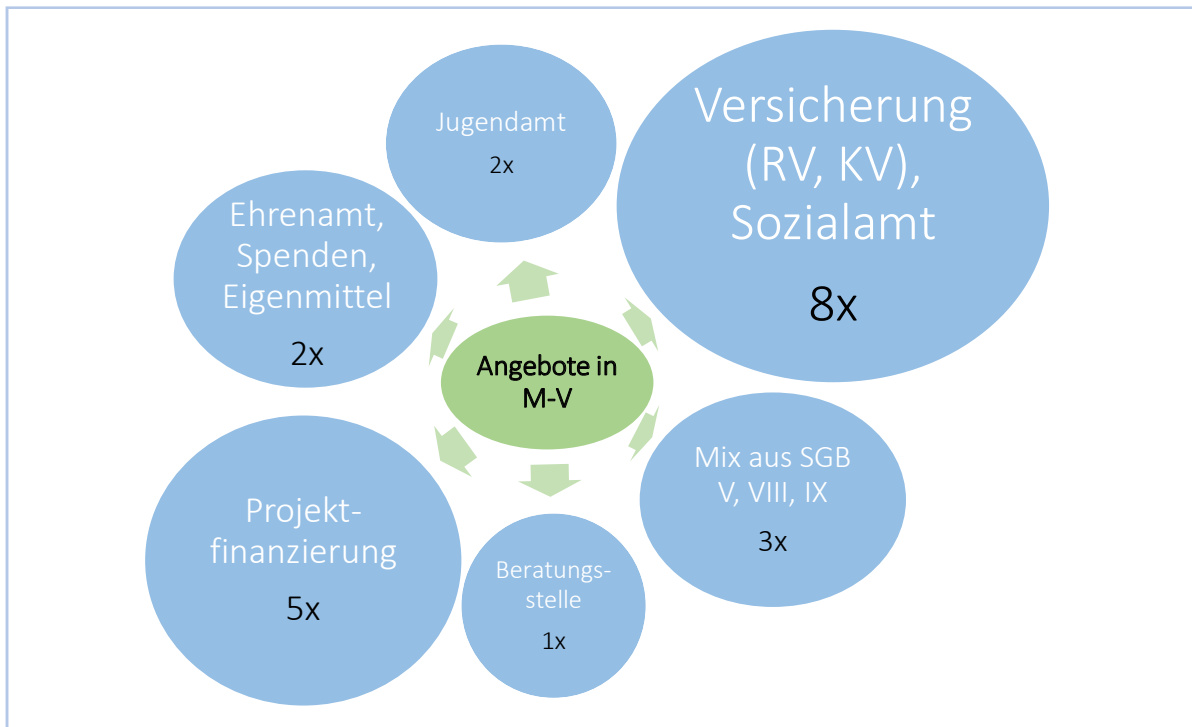 Jugendamt
2x
Versicherung
(RV, KV),
Sozialamt
8x
Ehrenamt,
Spenden,
Eigenmittel
2x
Angebote in
M-V
Mix aus SGB
V, VIII, IX
3x
Projekt-
finanzierung
5x
Beratungs-
stelle
1x